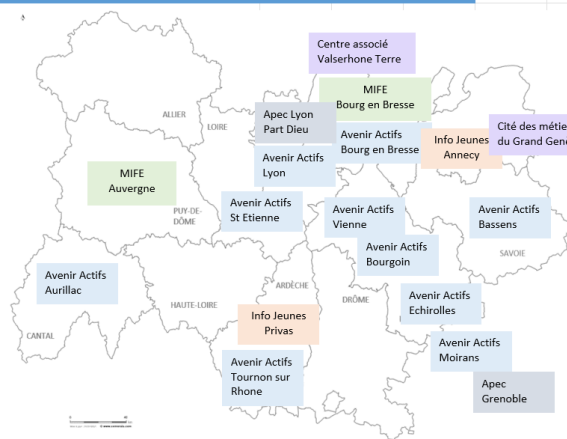 Centre associé
Valserhone Terre
MIFE
Bourg en Bresse
ALLIER
LOIRE
Apec Lyon
Part Dieu
Avenir Actifs
Bourg en Bresse
Info Jeunes
Annecy
Cité des métie
du Grand Gene
Avenir Actifs
Lyon
MIFE
Auvergne
PUY-DE-
DÔME
Avenir Actifs
St Etienne
Avenir Actifs
Vienne
Avenir Actifs
Bassens
Avenir Actifs
Bourgoin
SAVOIE
Avenir Actifs
Aurillac
HAUTE-LOIRE
ARDÈCHE
DRÔME
Avenir Actifs
Echirolles
Info Jeunes
Privas
CANTAL
Avenir Actifs
Moirans
Avenir Actifs
Tournon sur
Rhone
Apec
Grenoble